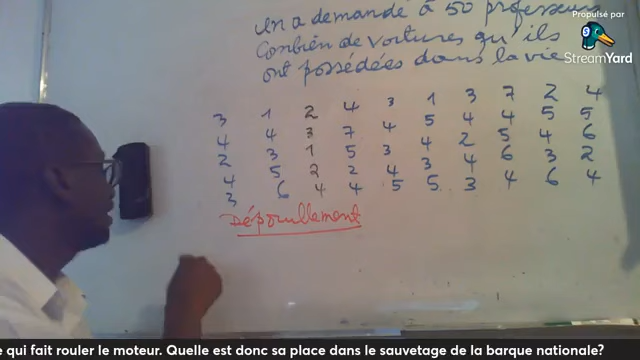 Un a demandé à 50 professeurs
Combien de voitures qu'ils
ont possédées dans la vie
Propulsé par
StreamYard
3 1 2 4 3 1 3 7 2 4
4 4 3 7 4 5 4 4 5 5
2 3 1 5 3 4 2 5 4 6
4 5 2 2 4 3 4 6 3 2
3 6 4 4 5 5 3 4 6 4
Dépouillement
e qui fait rouler le moteur. Quelle est donc sa place dans le sauvetage de la barque nationale?